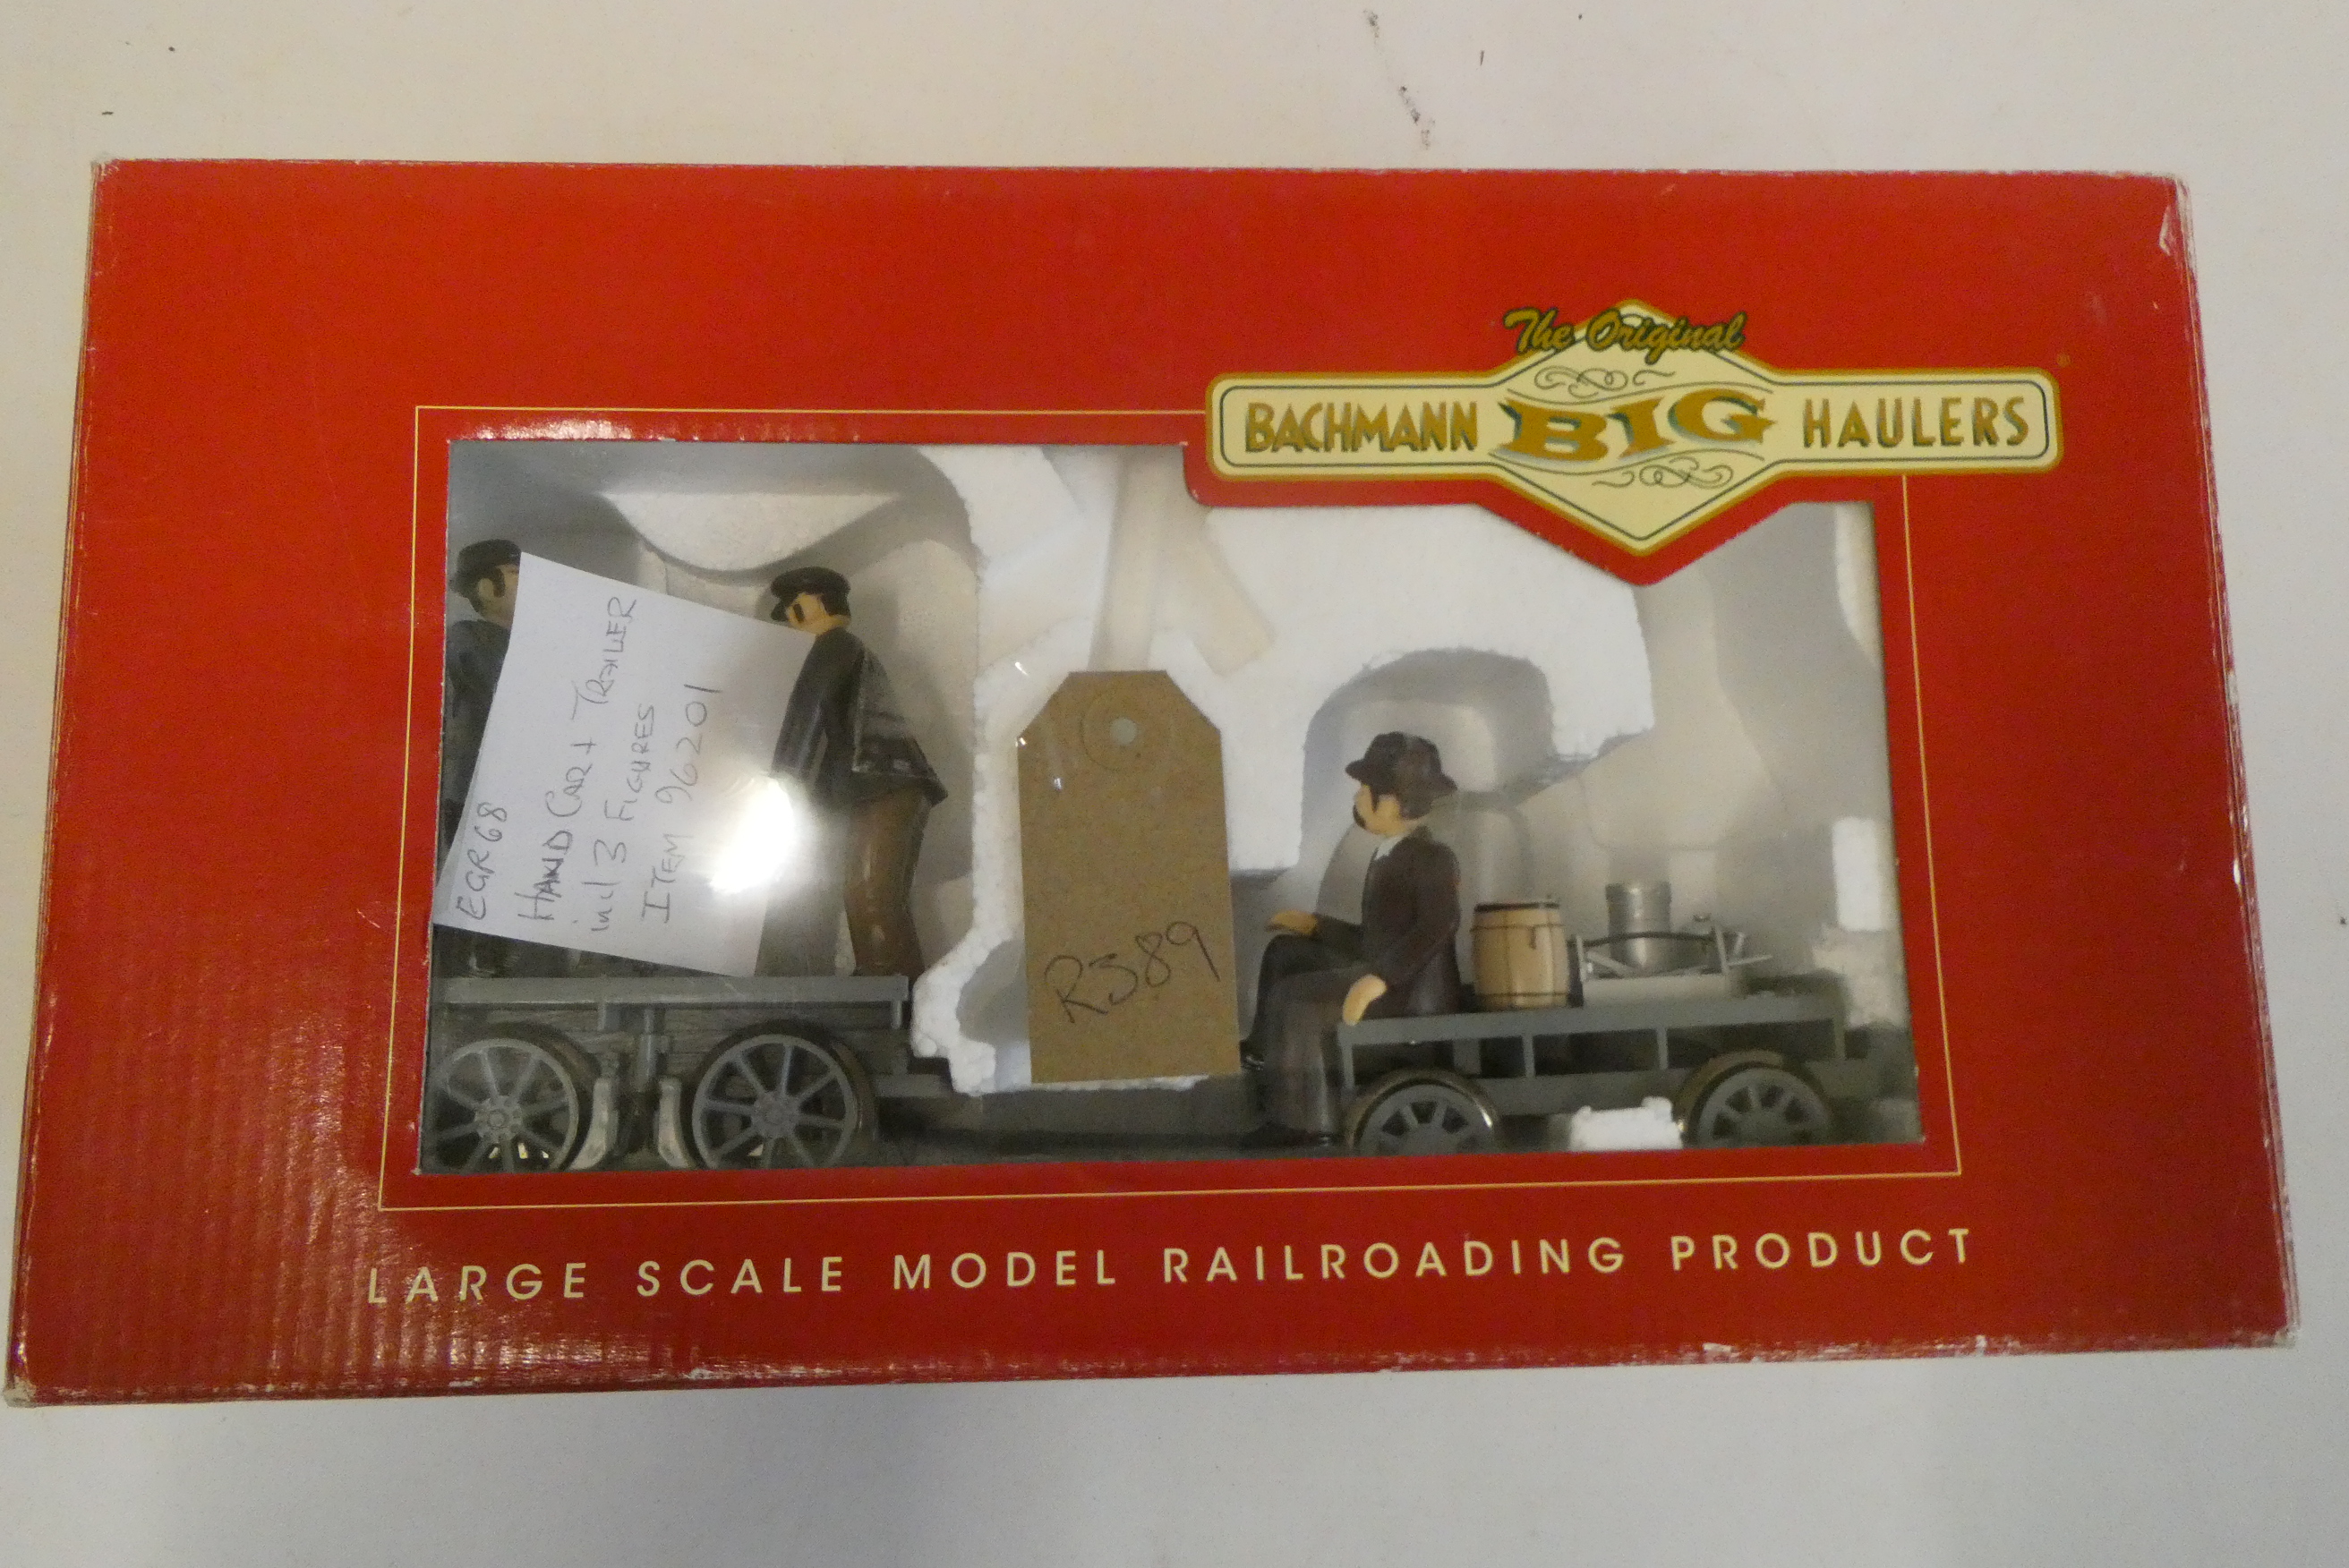 The Original
BACHMANN BIG HAULERS
EGR68
HAND CAR + TRAILER
incl 3 FIGURES
ITEM 96201
R389
LARGE SCALE MODEL RAILROADING PRODUCT